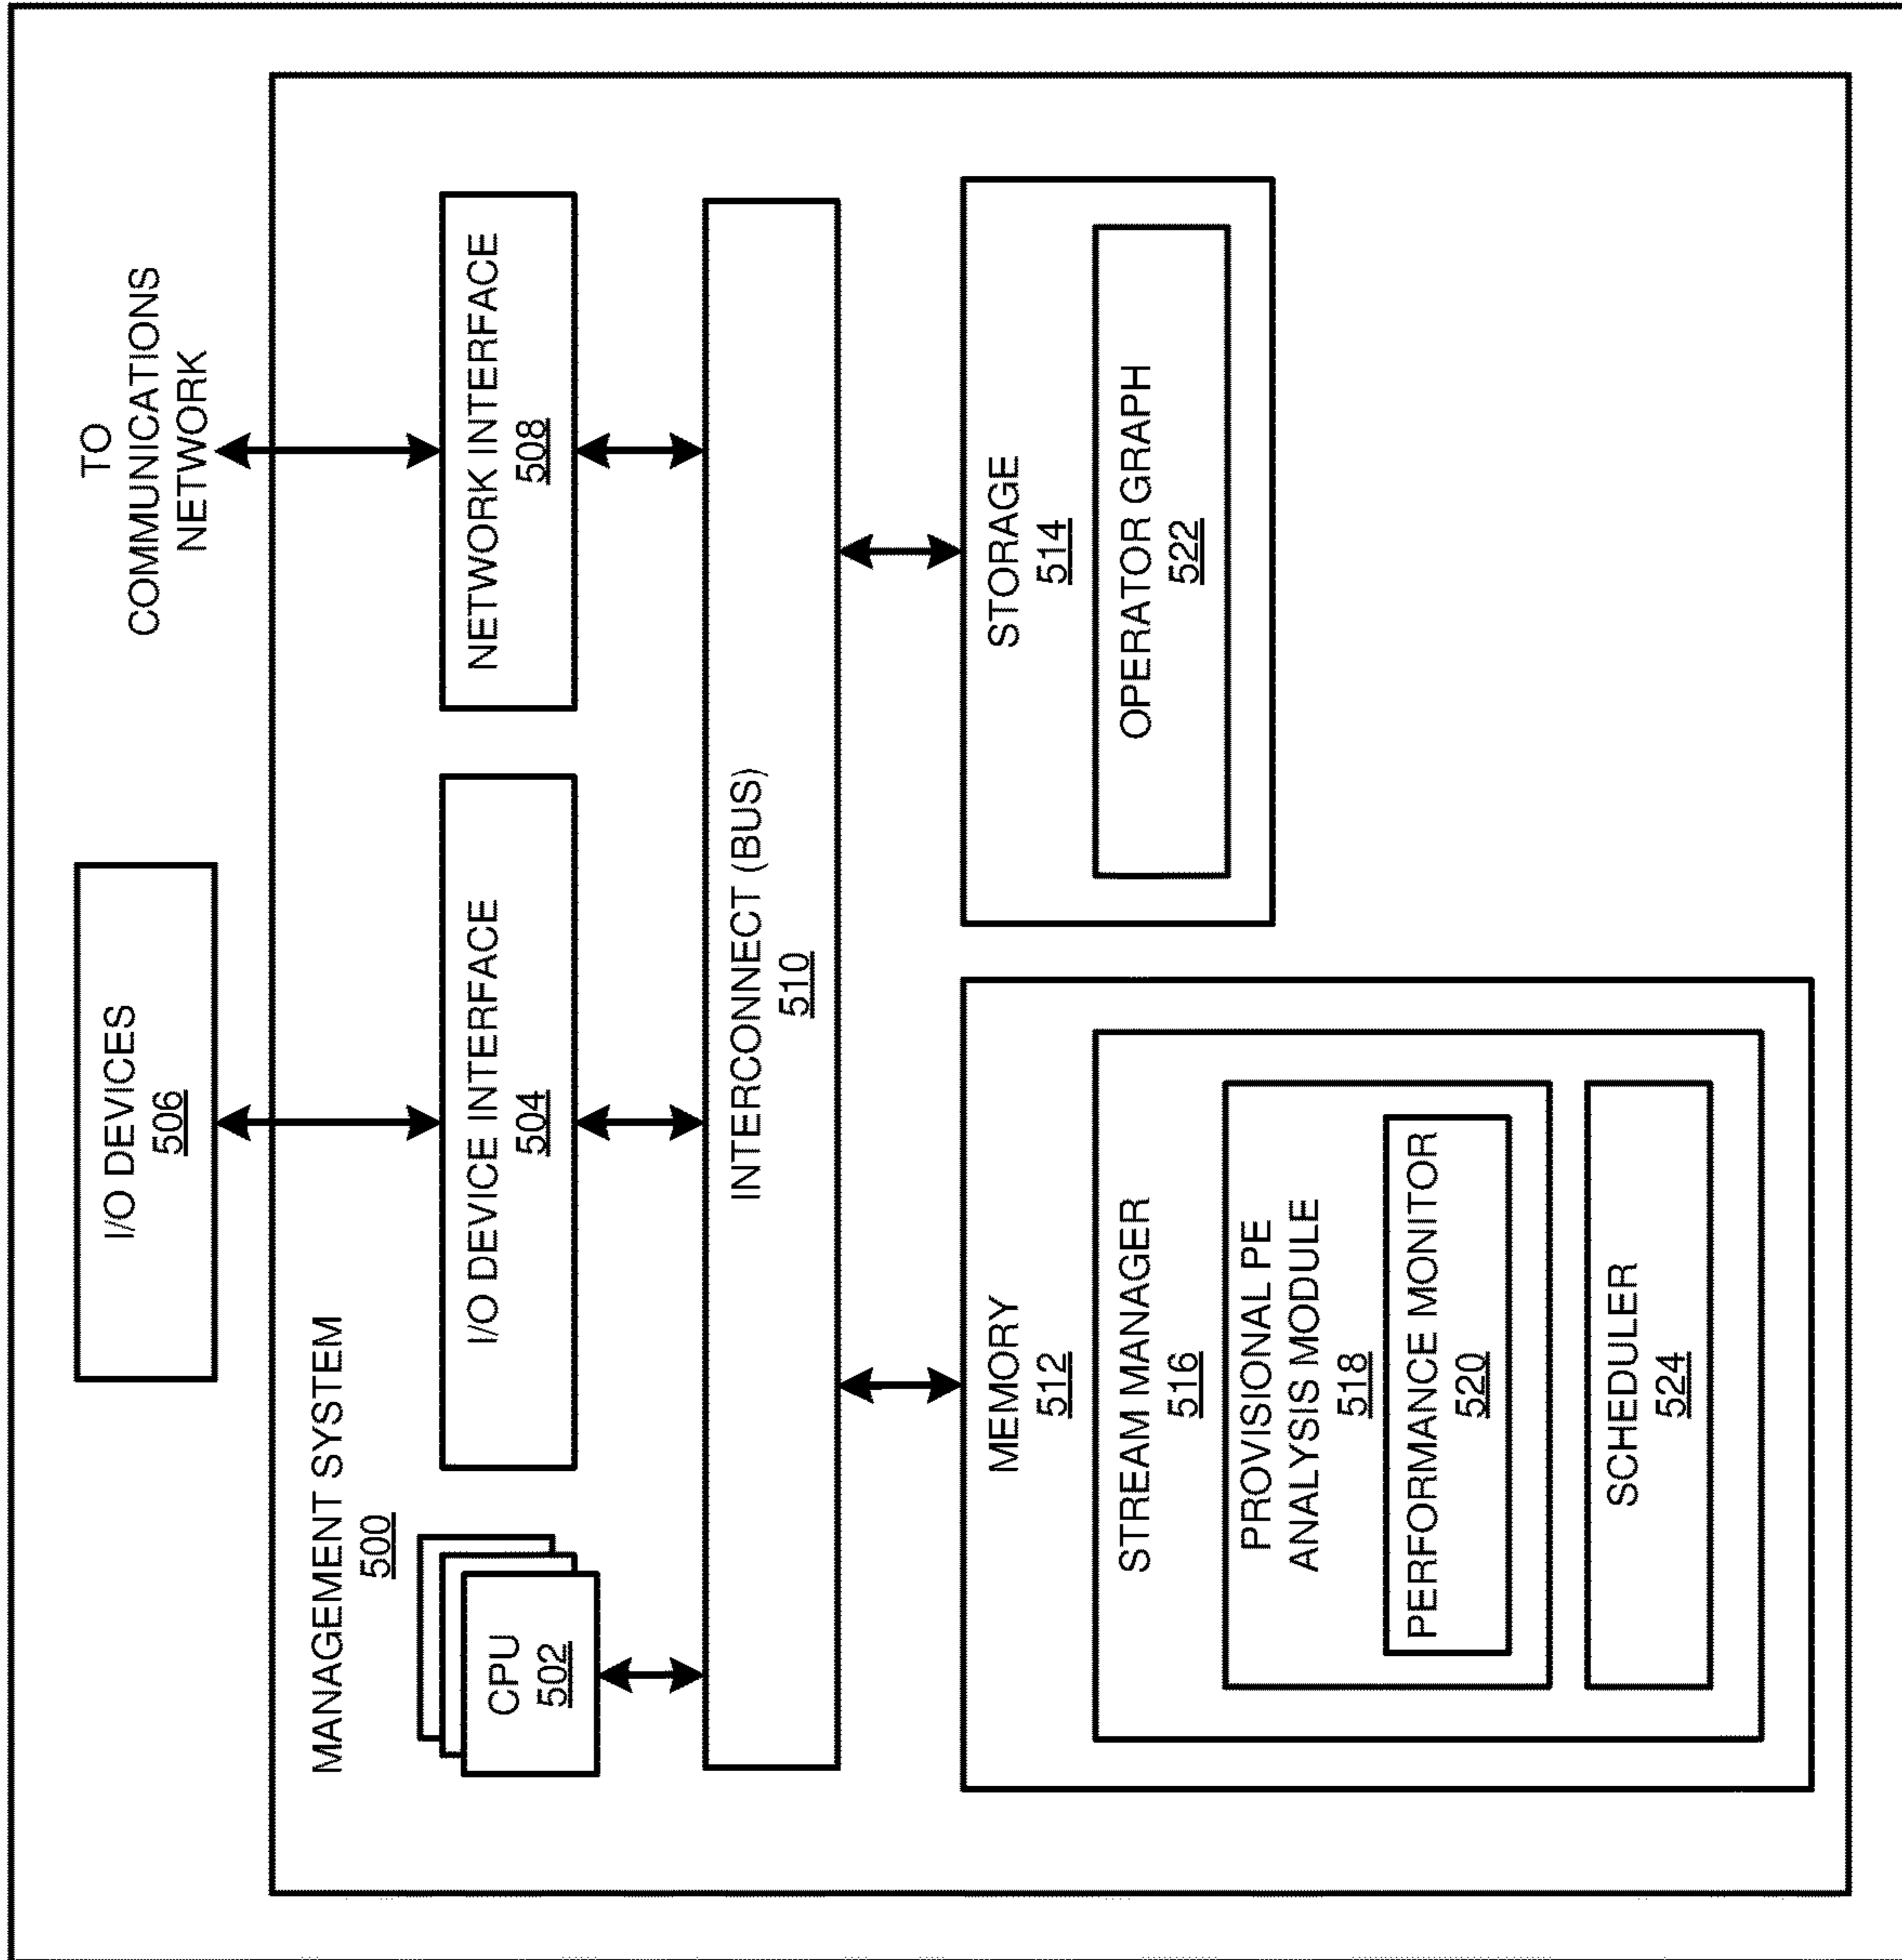 I/O DEVICES
506
TO
COMMUNICATIONS
NETWORK
MANAGEMENT SYSTEM
500
CPU
502
I/O DEVICE INTERFACE
504
NETWORK INTERFACE
508
INTERCONNECT (BUS)
510
MEMORY
512
STREAM MANAGER
516
PROVISIONAL PE
ANALYSIS MODULE
518
PERFORMANCE MONITOR
520
SCHEDULER
524
STORAGE
514
OPERATOR GRAPH
522